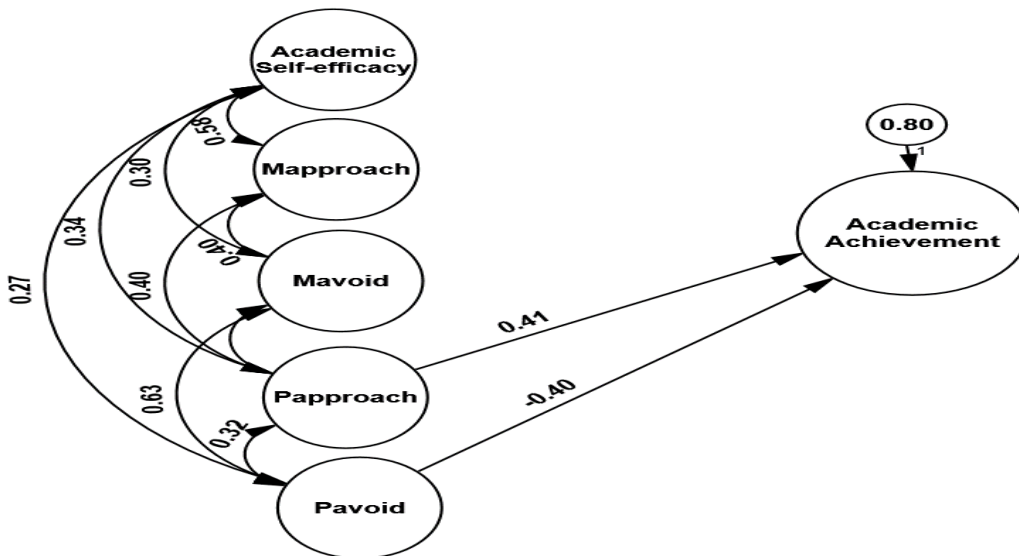 Academic
Self-efficacy
0.58
0.80
1
Mapproach
0.30
Academic
Achievement
0.34
0.40
0.27
0.40
Mavoid
0.41
0.63
Papproach
-0.40
0.32
Pavoid